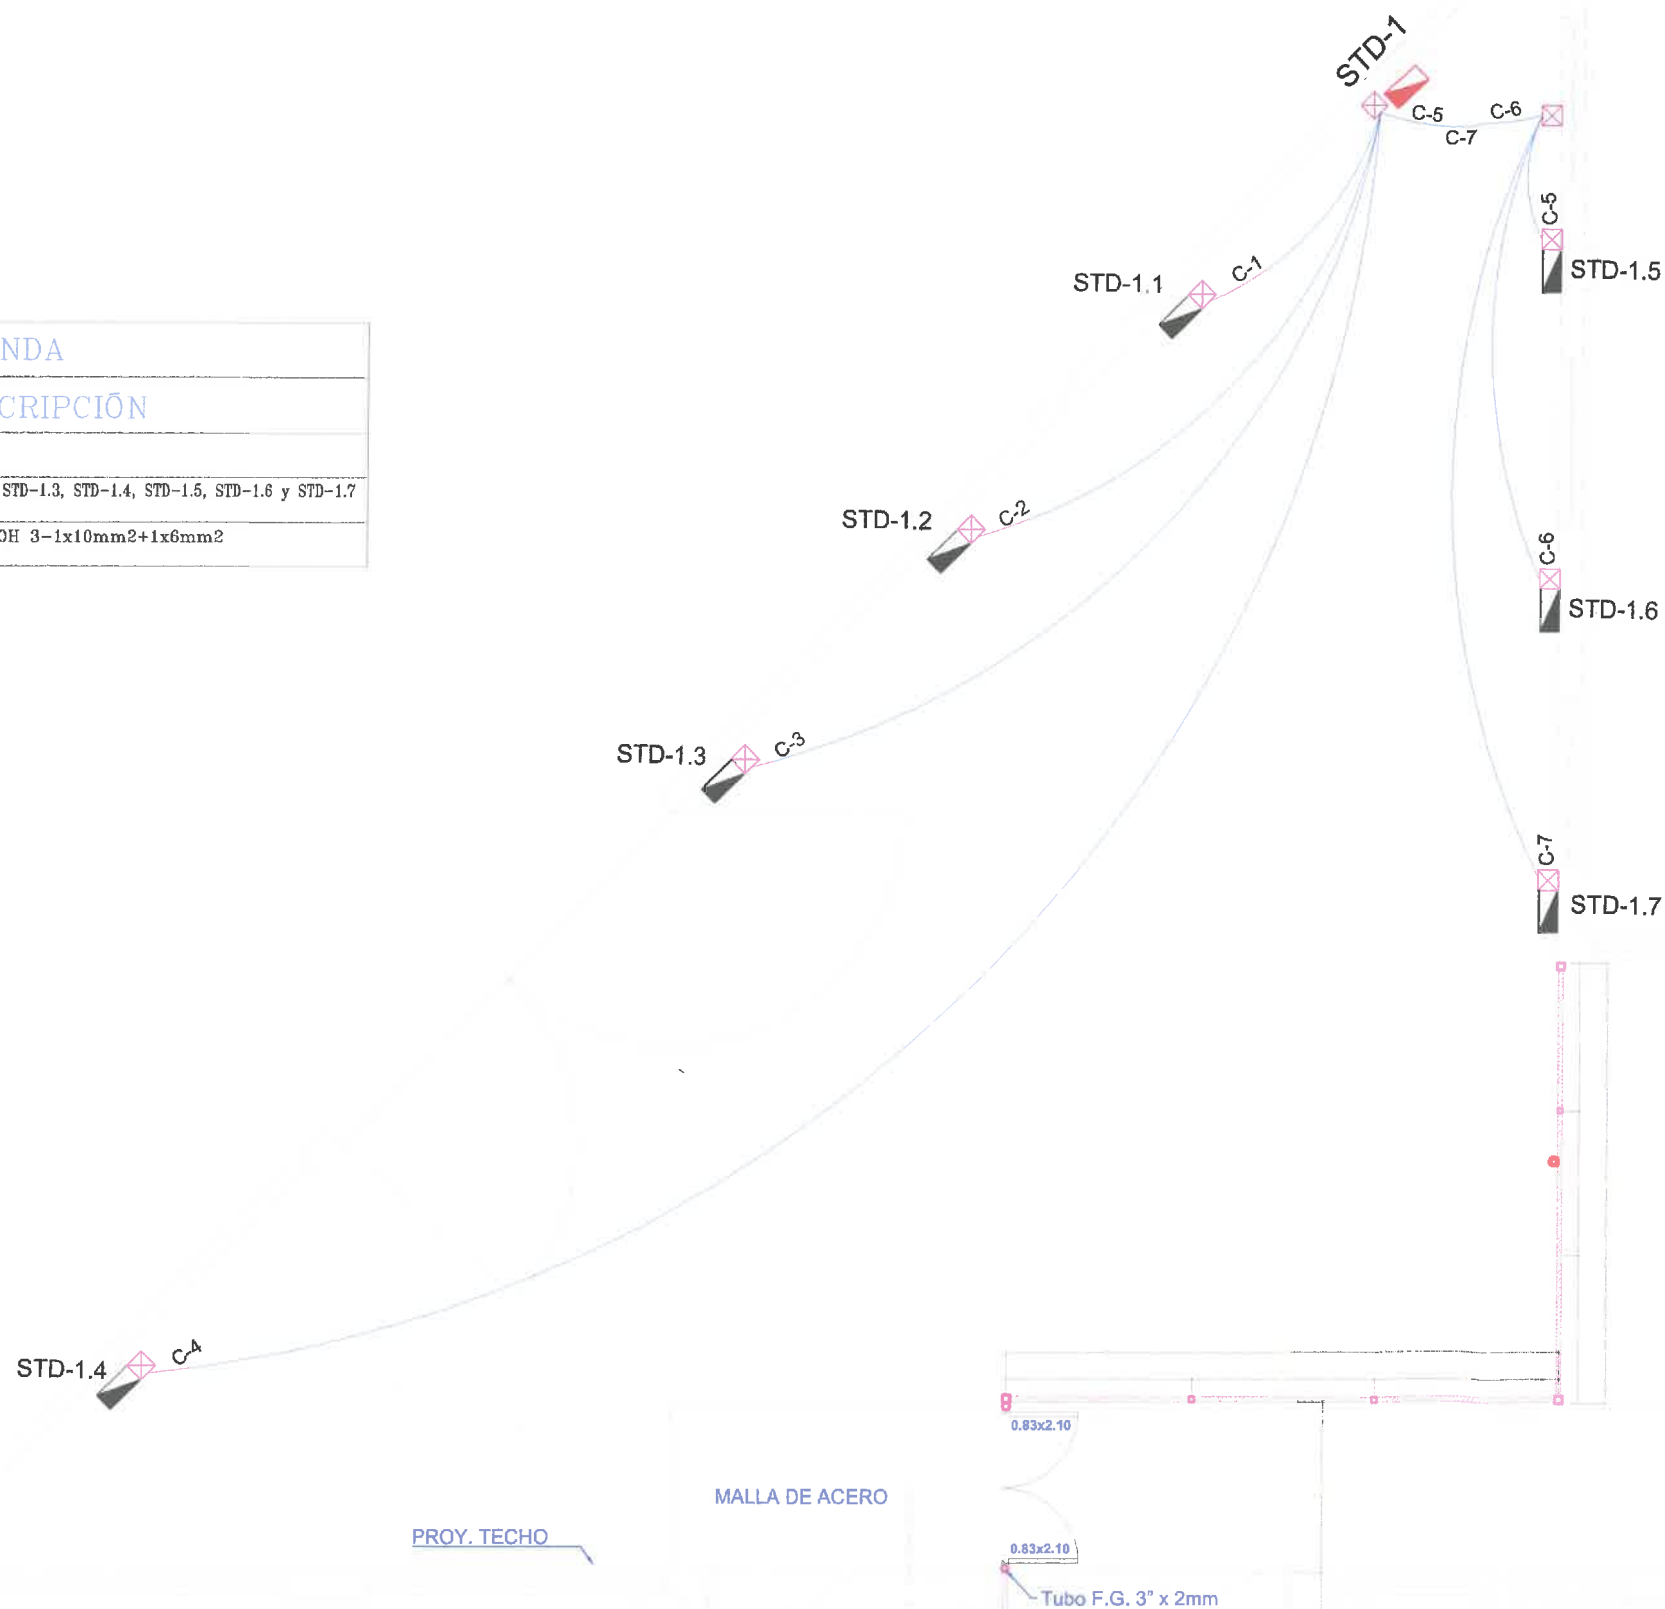 STD-1
C-5
C-6
C-7
C-5
STD-1.5
STD-1.1
C-1
NDA
CRIPCIÓN
STD-1.3, STD-1.4, STD-1.5, STD-1.6 y STD-1.7
OH 3-1x10mm2+1x6mm2
STD-1.2
C-2
C-6
STD-1.6
STD-1.3
C-3
C-7
STD-1.7
STD-1.4
C-4
0.83x2.10
MALLA DE ACERO
PROY. TECHO
0.83x2.10
Tubo F.G. 3" x 2mm